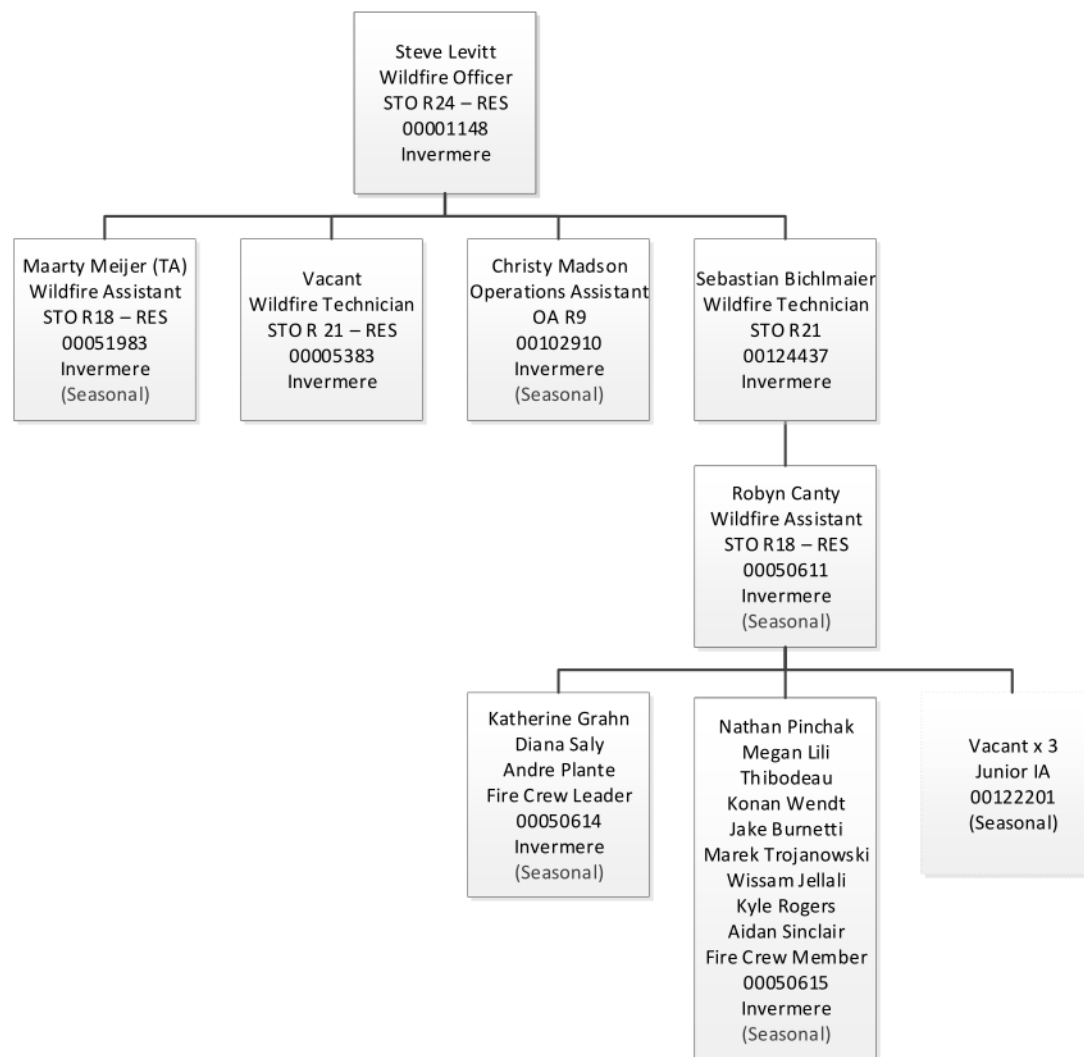 Steve Levitt
Wildfire Officer
STO R24 – RES
00001148
Invermere
Maarty Meijer (TA)
Wildfire Assistant
STO R18 – RES
00051983
Invermere
(Seasonal)
Vacant
Wildfire Technician
STO R 21 – RES
00005383
Invermere
Christy Madson
Operations Assistant
OA R9
00102910
Invermere
(Seasonal)
Sebastian Bichlmaier
Wildfire Technician
STO R21
00124437
Invermere
Robyn Canty
Wildfire Assistant
STO R18 – RES
00050611
Invermere
(Seasonal)
Katherine Grahn
Diana Saly
Andre Plante
Fire Crew Leader
00050614
Invermere
(Seasonal)
Nathan Pinchak
Megan Lili
Thibodeau
Konan Wendt
Jake Burnetti
Marek Trojanowski
Wissam Jellali
Kyle Rogers
Aidan Sinclair
Fire Crew Member
00050615
Invermere
(Seasonal)
Vacant x 3
Junior IA
00122201
(Seasonal)